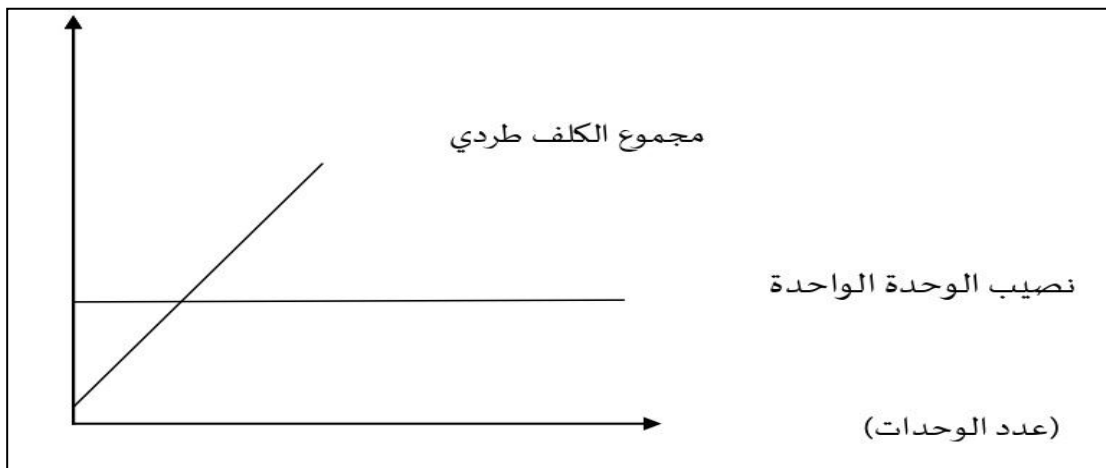 مجموع الكلف طردي
نصيب الوحدة الواحدة
(عدد الوحدات)